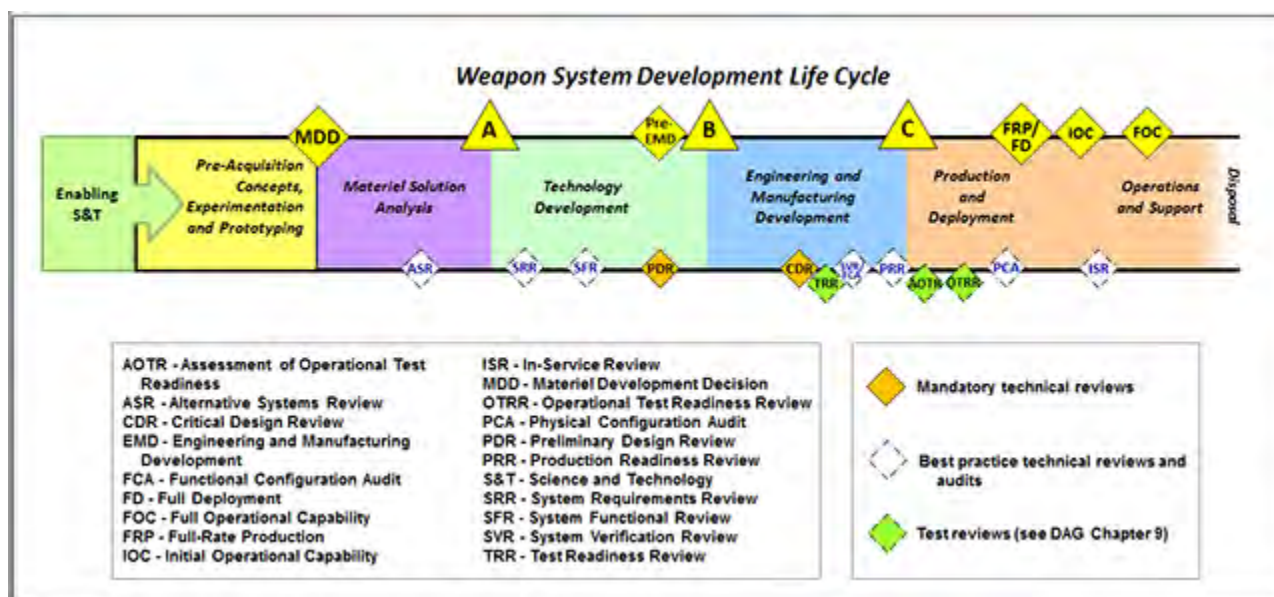 Weapon System Development Life Cycle
MDD
A
Pre-
EMD
B
C
FRP/
FD
IOC
FOC
Enabling
S&T
Pre-Acquisition
Concepts,
Experimentation
and Prototyping
Materiel Solution
Analysis
Technology
Development
Engineering and
Manufacturing
Development
Production
and
Deployment
Operations
and Support
Disposal
ASR
SRR
SFR
PDR
CDR
TRR
PRR
AOTR
OTRR
PCA
ISR
AOTR - Assessment of Operational Test
Readiness
ASR - Alternative Systems Review
CDR - Critical Design Review
EMD - Engineering and Manufacturing
Development
FCA - Functional Configuration Audit
FD - Full Deployment
FOC - Full Operational Capability
FRP - Full-Rate Production
IOC - Initial Operational Capability
ISR - In-Service Review
MDD - Materiel Development Decision
OTRR - Operational Test Readiness Review
PCA - Physical Configuration Audit
PDR - Preliminary Design Review
PRR - Production Readiness Review
S&T - Science and Technology
SRR - System Requirements Review
SFR - System Functional Review
SVR - System Verification Review
TRR - Test Readiness Review
Mandatory technical reviews
Best practice technical reviews and
audits
Test reviews (see DAG Chapter 9)